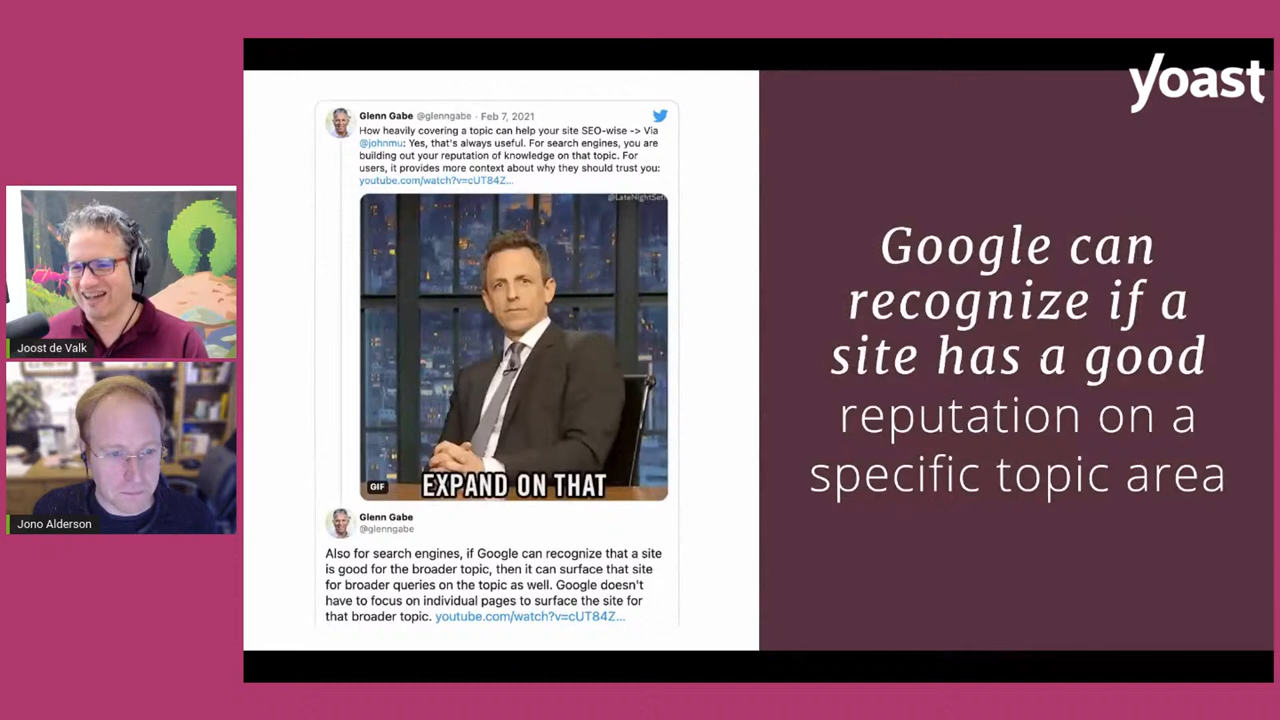 yoast
Glenn Gabe @glenngabe · Feb 7, 2021
How heavily covering a topic can help your site SEO-wise -> Via
@johnmu: Yes, that's always useful. For search engines, you are
building out your reputation of knowledge on that topic. For
users, it provides more context about why they should trust you:
youtube.com/watch?v=cUT84Z...
GIF
EXPAND ON THAT
Glenn Gabe
@glenngabe
Also for search engines, if Google can recognize that a site
is good for the broader topic, then it can surface that site
for broader queries on the topic as well. Google doesn't
have to focus on individual pages to surface the site for
that broader topic. youtube.com/watch?v=cUT84Z...
Google can
recognize if a
site has a good
reputation on a
specific topic area
Joost de Valk
Jono Alderson